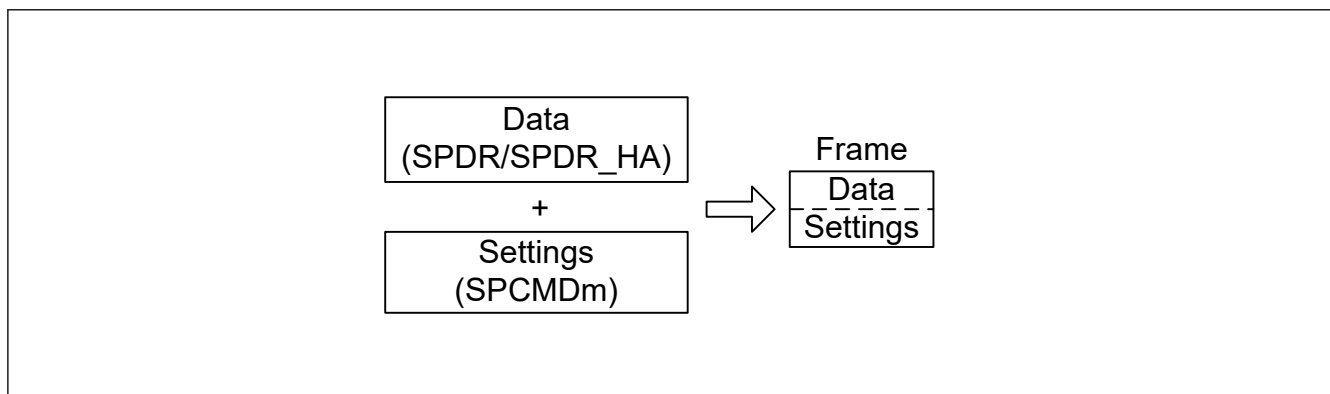 Data
(SPDR/SPDR_HA)
+
Settings
(SPCMDm)
Frame
Data
Settings